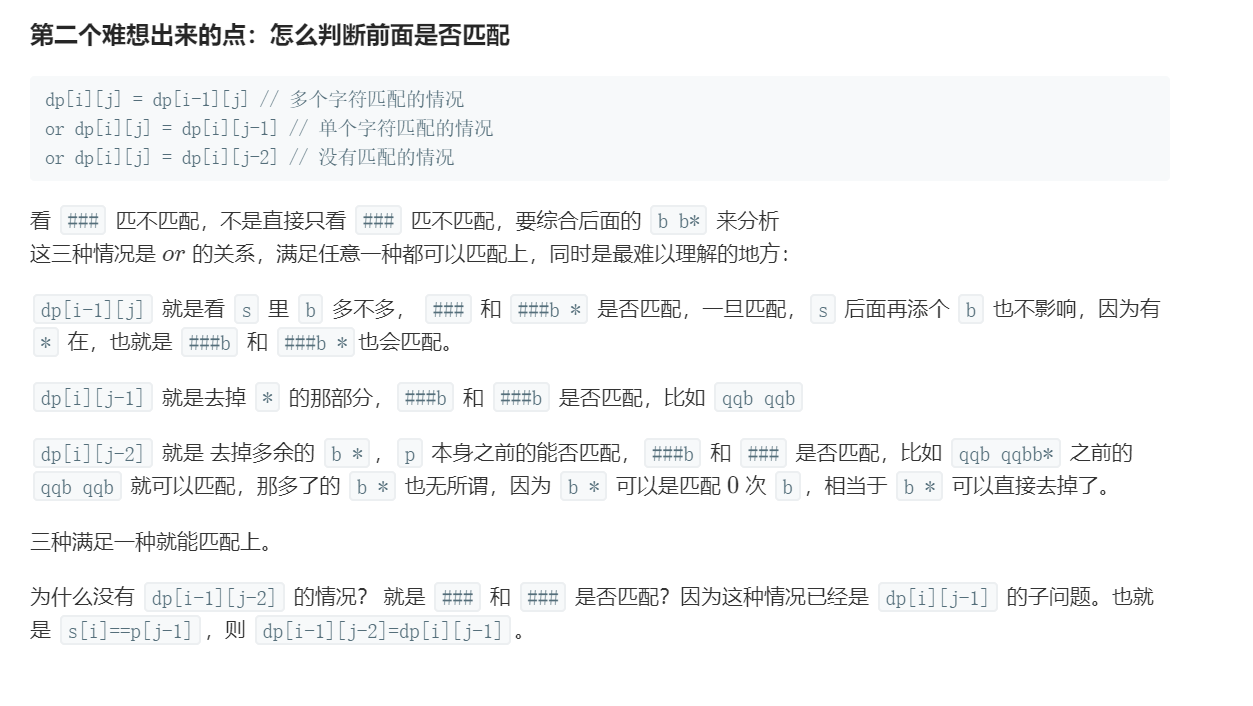 第二个难想出来的点：怎么判断前面是否匹配
dp[i][j] = dp[i-1][j] // 多个字符匹配的情况
or dp[i][j] = dp[i][j-1] // 单个字符匹配的情况
or dp[i][j] = dp[i][j-2] // 没有匹配的情况
看 ### 匹不匹配，不是直接只看 ### 匹不匹配，要综合后面的 b b* 来分析
这三种情况是 or 的关系，满足任意一种都可以匹配上，同时是最难以理解的地方：
dp[i-1][j] 就是看 s 里 b 多不多， ### 和 ###b * 是否匹配，一旦匹配， s 后面再添个 b 也不影响，因为有
* 在，也就是 ###b 和 ###b * 也会匹配。
dp[i][j-1] 就是去掉 * 的那部分， ###b 和 ###b 是否匹配，比如 qqb qqb
dp[i][j-2] 就是 去掉多余的 b * ， p 本身之前的能否匹配， ###b 和 ### 是否匹配，比如 qqb qqbb* 之前的
qqb qqb 就可以匹配，那多了的 b * 也无所谓，因为 b * 可以是匹配 0 次 b ，相当于 b * 可以直接去掉了。
三种满足一种就能匹配上。
为什么没有 dp[i-1][j-2] 的情况？ 就是 ### 和 ### 是否匹配？因为这种情况已经是 dp[i][j-1] 的子问题。也就
是 s[i]==p[j-1] ，则 dp[i-1][j-2]=dp[i][j-1] 。